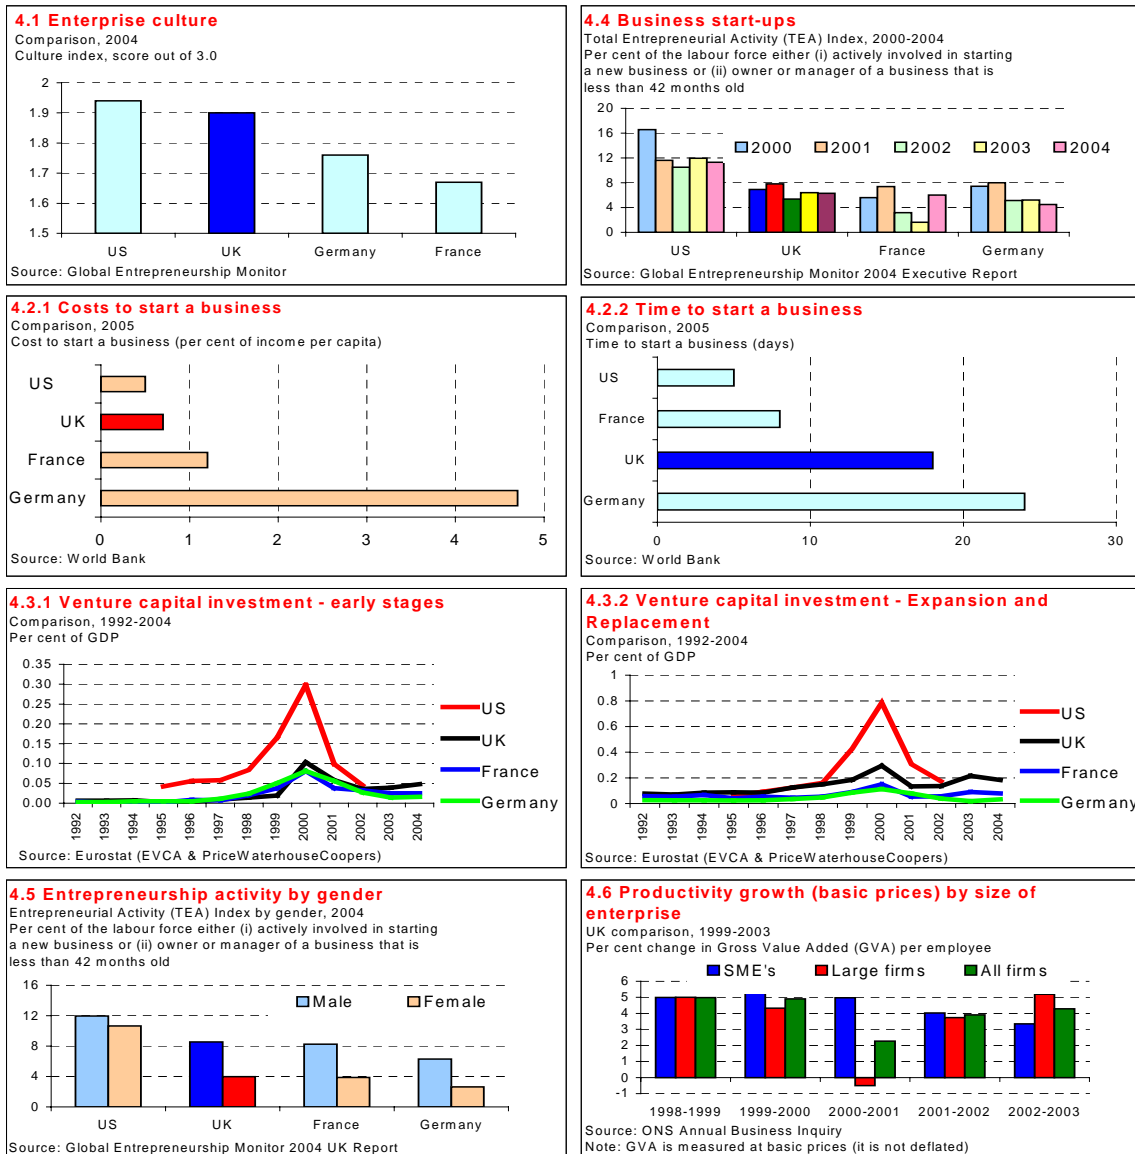 4.1 Enterprise culture
Comparison, 2004
Culture index, score out of 3.0
2
1.9
1.8
1.7
1.6
1.5
US UK Germany France
Source: Global Entrepreneurship Monitor
4.4 Business start-ups
Total Entrepreneurial Activity (TEA) Index, 2000-2004
Per cent of the labour force either (i) actively involved in starting
a new business or (ii) owner or manager of a business that is
less than 42 months old
20
16
12
8
4
0
2000 2001 2002 2003 2004
US UK France Germany
Source: Global Entrepreneurship Monitor 2004 Executive Report
4.2.1 Costs to start a business
Comparison, 2005
Cost to start a business (per cent of income per capita)
US
UK
France
Germany
0 1 2 3 4 5
Source: World Bank
4.2.2 Time to start a business
Comparison, 2005
Time to start a business (days)
US
France
UK
Germany
0 10 20 30
Source: World Bank
4.3.1 Venture capital investment - early stages
Comparison, 1992-2004
Per cent of GDP
0.35
0.30
0.25
0.20
0.15
0.10
0.05
0.00
1992 1993 1994 1995 1996 1997 1998 1999 2000 2001 2002 2003 2004
US
UK
France
Germany
Source: Eurostat (EVCA & PriceWaterhouseCoopers)
4.3.2 Venture capital investment - Expansion and
Replacement
Comparison, 1992-2004
Per cent of GDP
1
0.8
0.6
0.4
0.2
0
1992 1993 1994 1995 1996 1997 1998 1999 2000 2001 2002 2003 2004
US
UK
France
Germany
Source: Eurostat (EVCA & PriceWaterhouseCoopers)
4.5 Entrepreneurship activity by gender
Entrepreneurial Activity (TEA) Index by gender, 2004
Per cent of the labour force either (i) actively involved in starting
a new business or (ii) owner or manager of a business that is
less than 42 months old
16
12
8
4
0
Male Female
US UK France Germany
Source: Global Entrepreneurship Monitor 2004 UK Report
4.6 Productivity growth (basic prices) by size of
enterprise
UK comparison, 1999-2003
Per cent change in Gross Value Added (GVA) per employee
SME's Large firms All firms
6
5
4
3
2
1
0
-1
1998-1999 1999-2000 2000-2001 2001-2002 2002-2003
Source: ONS Annual Business Inquiry
Note: GVA is measured at basic prices (it is not deflated)